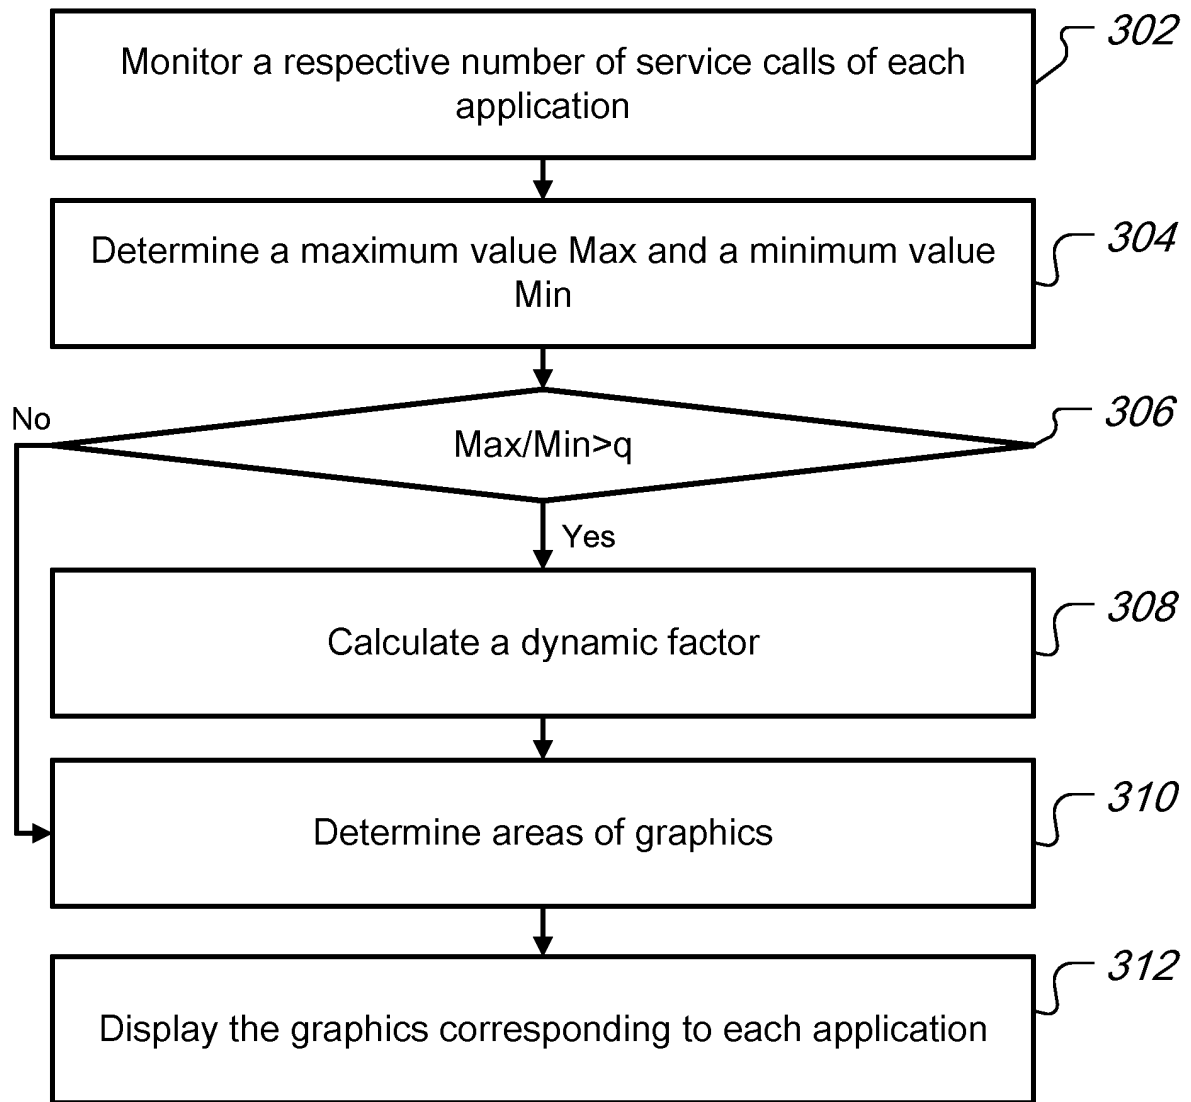 302
Monitor a respective number of service calls of each
application
304
Determine a maximum value Max and a minimum value
Min
306
No
Max/Min>q
Yes
308
Calculate a dynamic factor
310
Determine areas of graphics
312
Display the graphics corresponding to each application